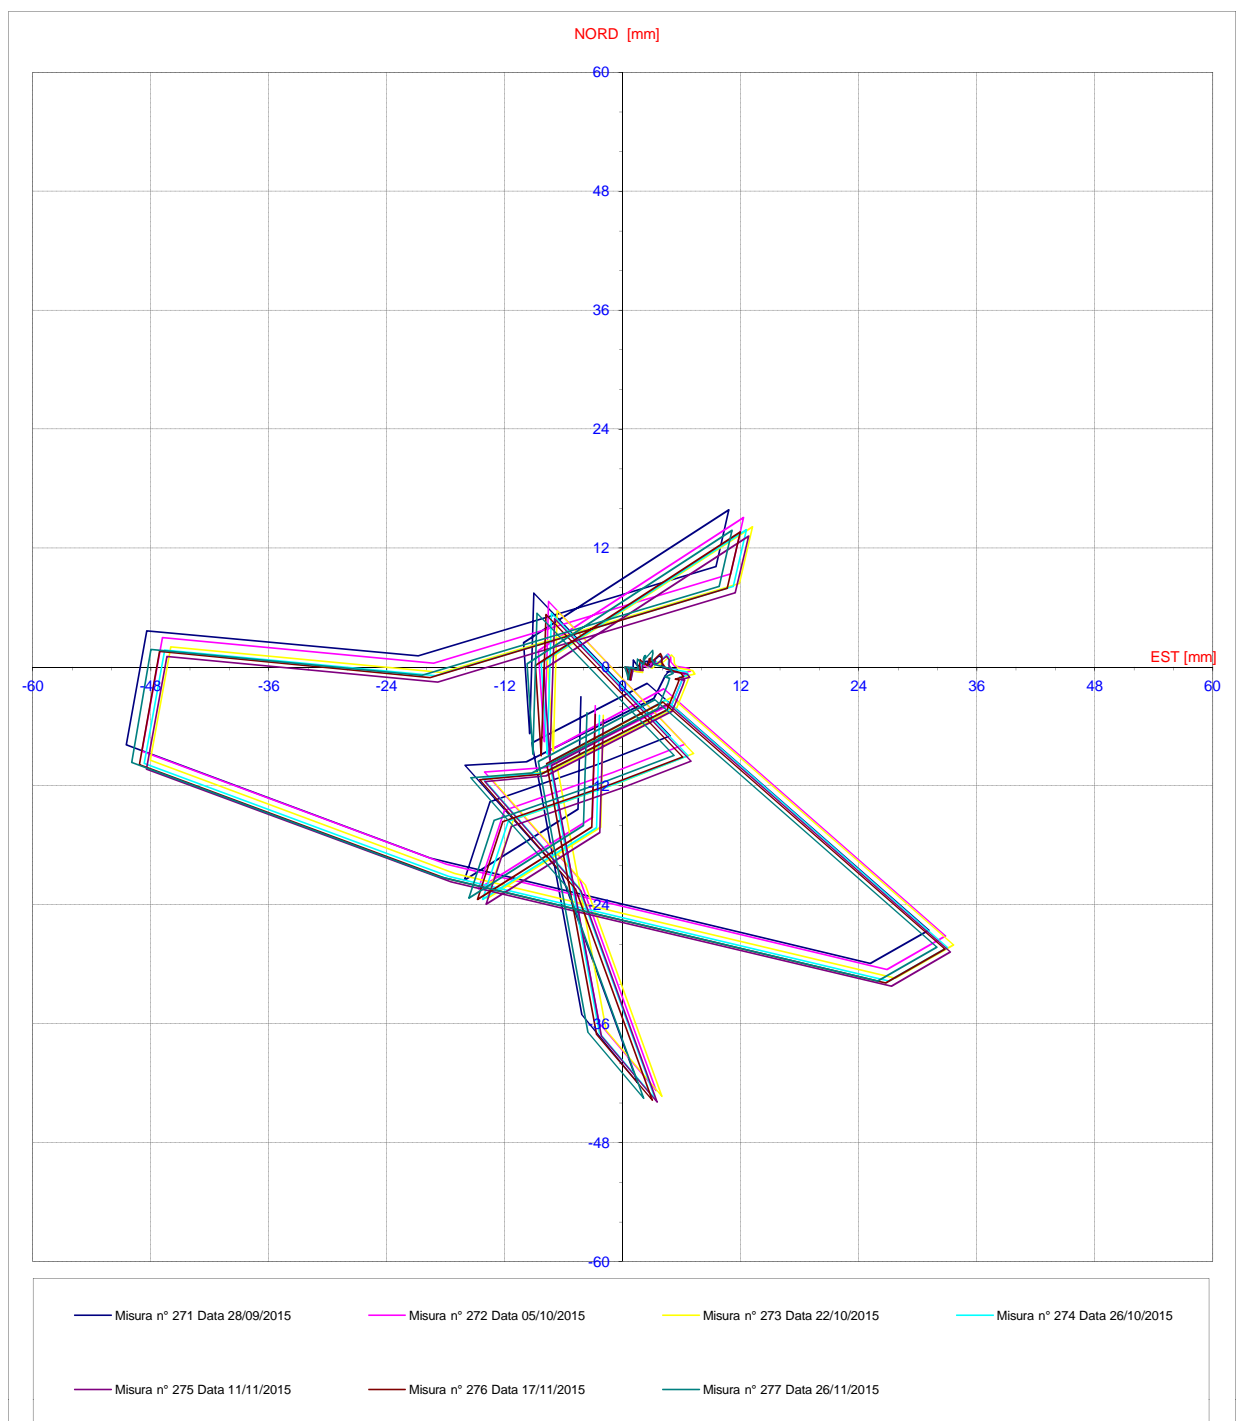 NORD [mm]
60
48
36
24
12
0
EST [mm]
-60 -48 -36 -24 -12 0 12 24 36 48 60
-12
-24
-36
-48
-60
Misura n° 271 Data 28/09/2015 Misura n° 272 Data 05/10/2015 Misura n° 273 Data 22/10/2015 Misura n° 274 Data 26/10/2015
Misura n° 275 Data 11/11/2015 Misura n° 276 Data 17/11/2015 Misura n° 277 Data 26/11/2015